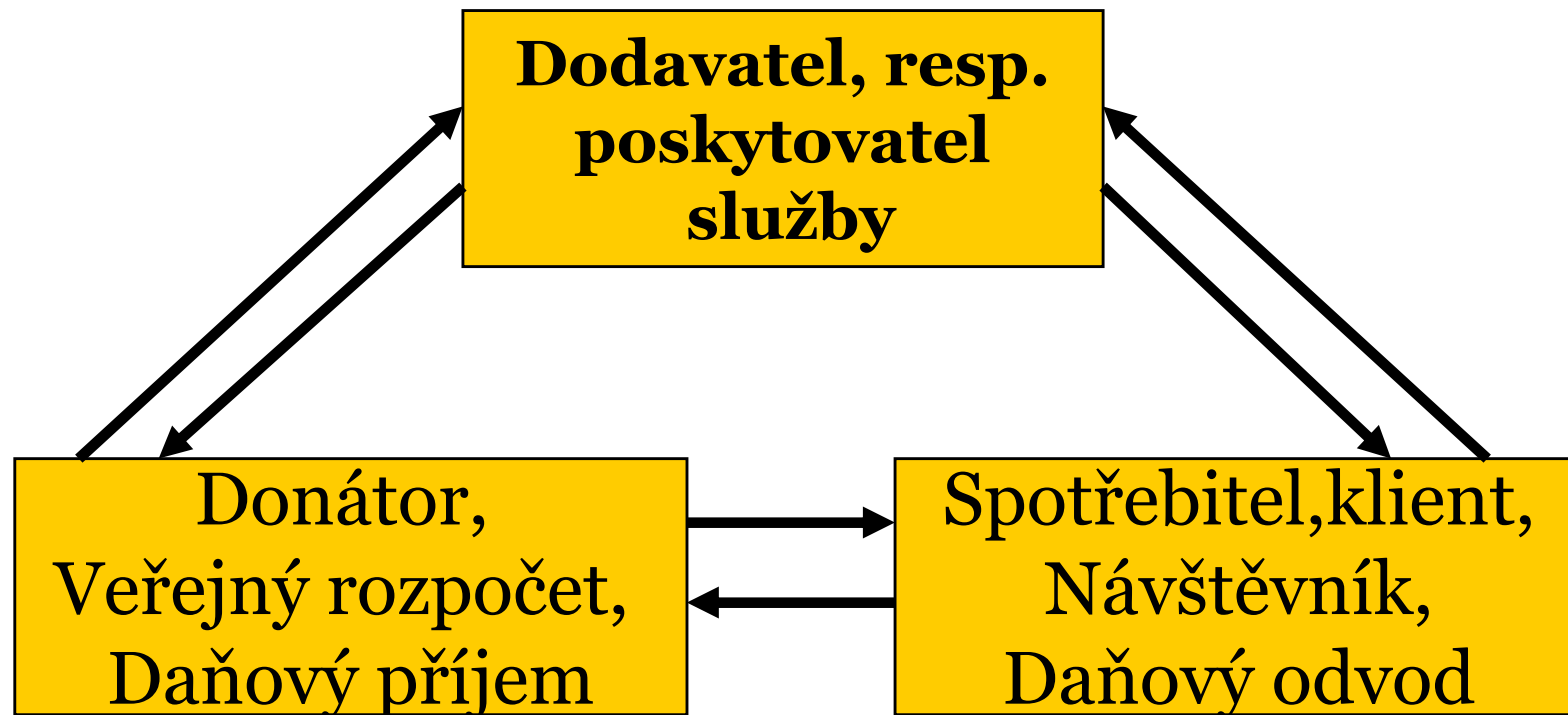 Dodavatel, resp.
poskytovatel
služby
Donátor,
Veřejný rozpočet,
Daňový příjem
Spotřebitel,klient,
Návštěvník,
Daňový odvod